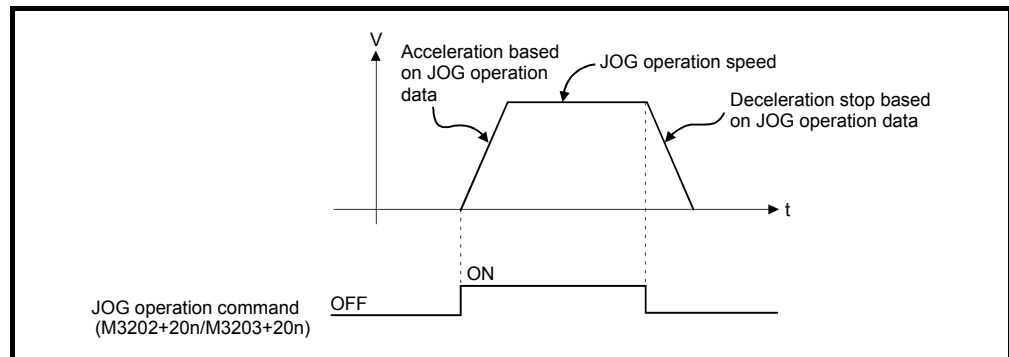 V
Acceleration based
on JOG operation
data
JOG operation speed
Deceleration stop based
on JOG operation data
t
ON
OFF
JOG operation command
(M3202+20n/M3203+20n)